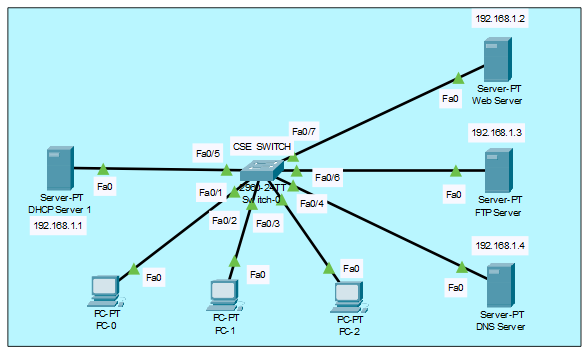 192.168.1.2
Server-PT
Web Server
Fa0
Fa0/7
CSE SWITCH
192.168.1.3
Fa0/5
Fa0/6
Server-PT
FTP Server
Fa0
Fa0
2960-24TT
Switch-0
Server-PT
DHCP Server 1
192.168.1.1
Fa0/1
Fa0/2
Fa0/3
Fa0/4
192.168.1.4
Fa0
Fa0
Fa0
Fa0
Server-PT
DNS Server
PC-PT
PC-0
PC-PT
PC-1
PC-PT
PC-2